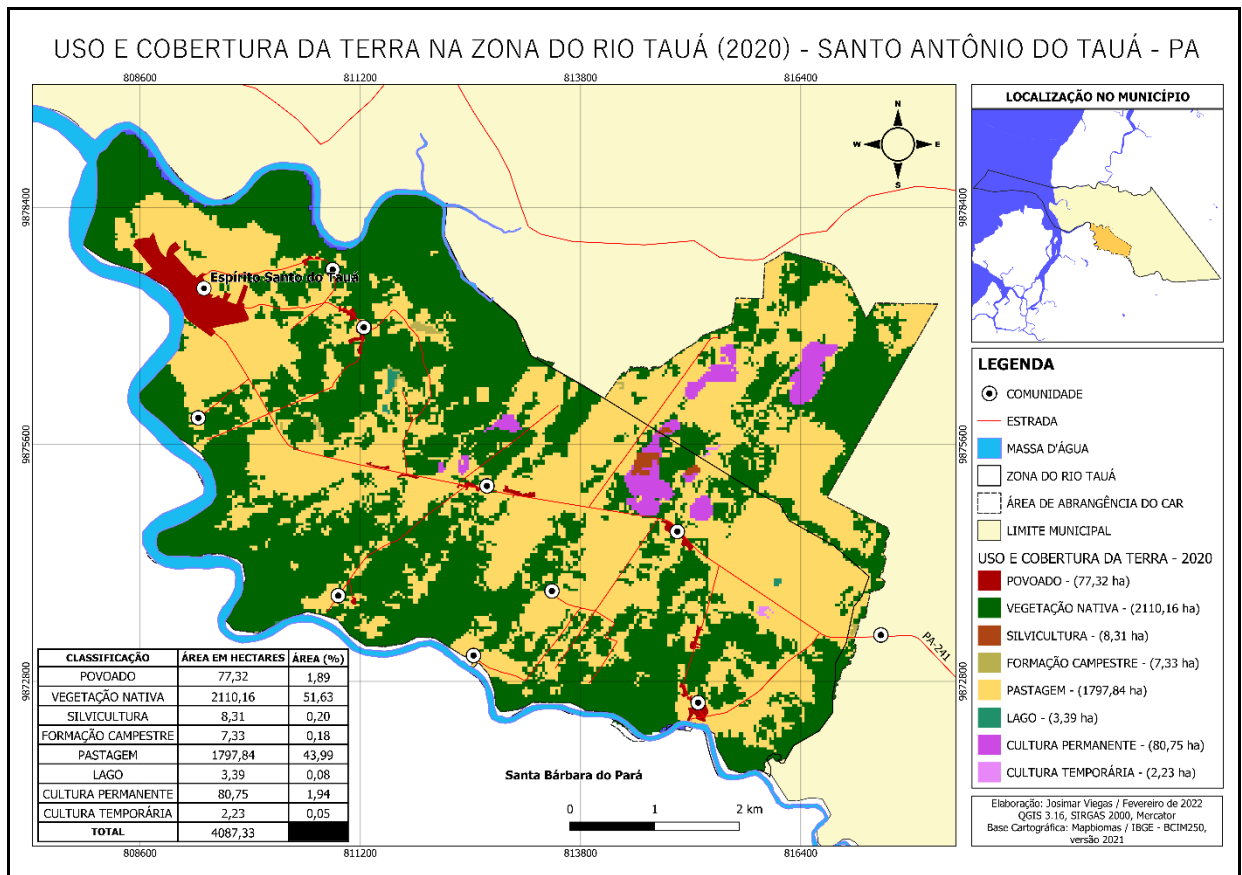 USO E COBERTURA DA TERRA NA ZONA DO RIO TAUÁ (2020) - SANTO ANTÔNIO DO TAUÁ - PA
808600 811200 813800 816400
9878400 9878400
9875600 9875600
9872800 9872800
N
W E
S
Espírito Santo do Tauá
PA-241
Santa Bárbara do Pará
0 1 2 km
CLASSIFICAÇÃO ÁREA EM HECTARES ÁREA (%)
POVOADO 77,32 1,89
VEGETAÇÃO NATIVA 2110,16 51,63
SILVICULTURA 8,31 0,20
FORMAÇÃO CAMPESTRE 7,33 0,18
PASTAGEM 1797,84 43,99
LAGO 3,39 0,08
CULTURA PERMANENTE 80,75 1,94
CULTURA TEMPORÁRIA 2,23 0,05
TOTAL 4087,33
808600 811200 813800 816400
LOCALIZAÇÃO NO MUNICÍPIO
LEGENDA
COMUNIDADE
ESTRADA
MASSA D'ÁGUA
ZONA DO RIO TAUÁ
ÁREA DE ABRANGÊNCIA DO CAR
LIMITE MUNICIPAL
USO E COBERTURA DA TERRA - 2020
POVOADO - (77,32 ha)
VEGETAÇÃO NATIVA - (2110,16 ha)
SILVICULTURA - (8,31 ha)
FORMAÇÃO CAMPESTRE - (7,33 ha)
PASTAGEM - (1797,84 ha)
LAGO - (3,39 ha)
CULTURA PERMANENTE - (80,75 ha)
CULTURA TEMPORÁRIA - (2,23 ha)
Elaboração: Josimar Viegas / Fevereiro de 2022
QGIS 3.16, SIRGAS 2000, Mercator
Base Cartográfica: Mapbiomas / IBGE - BCIM250,
versão 2021